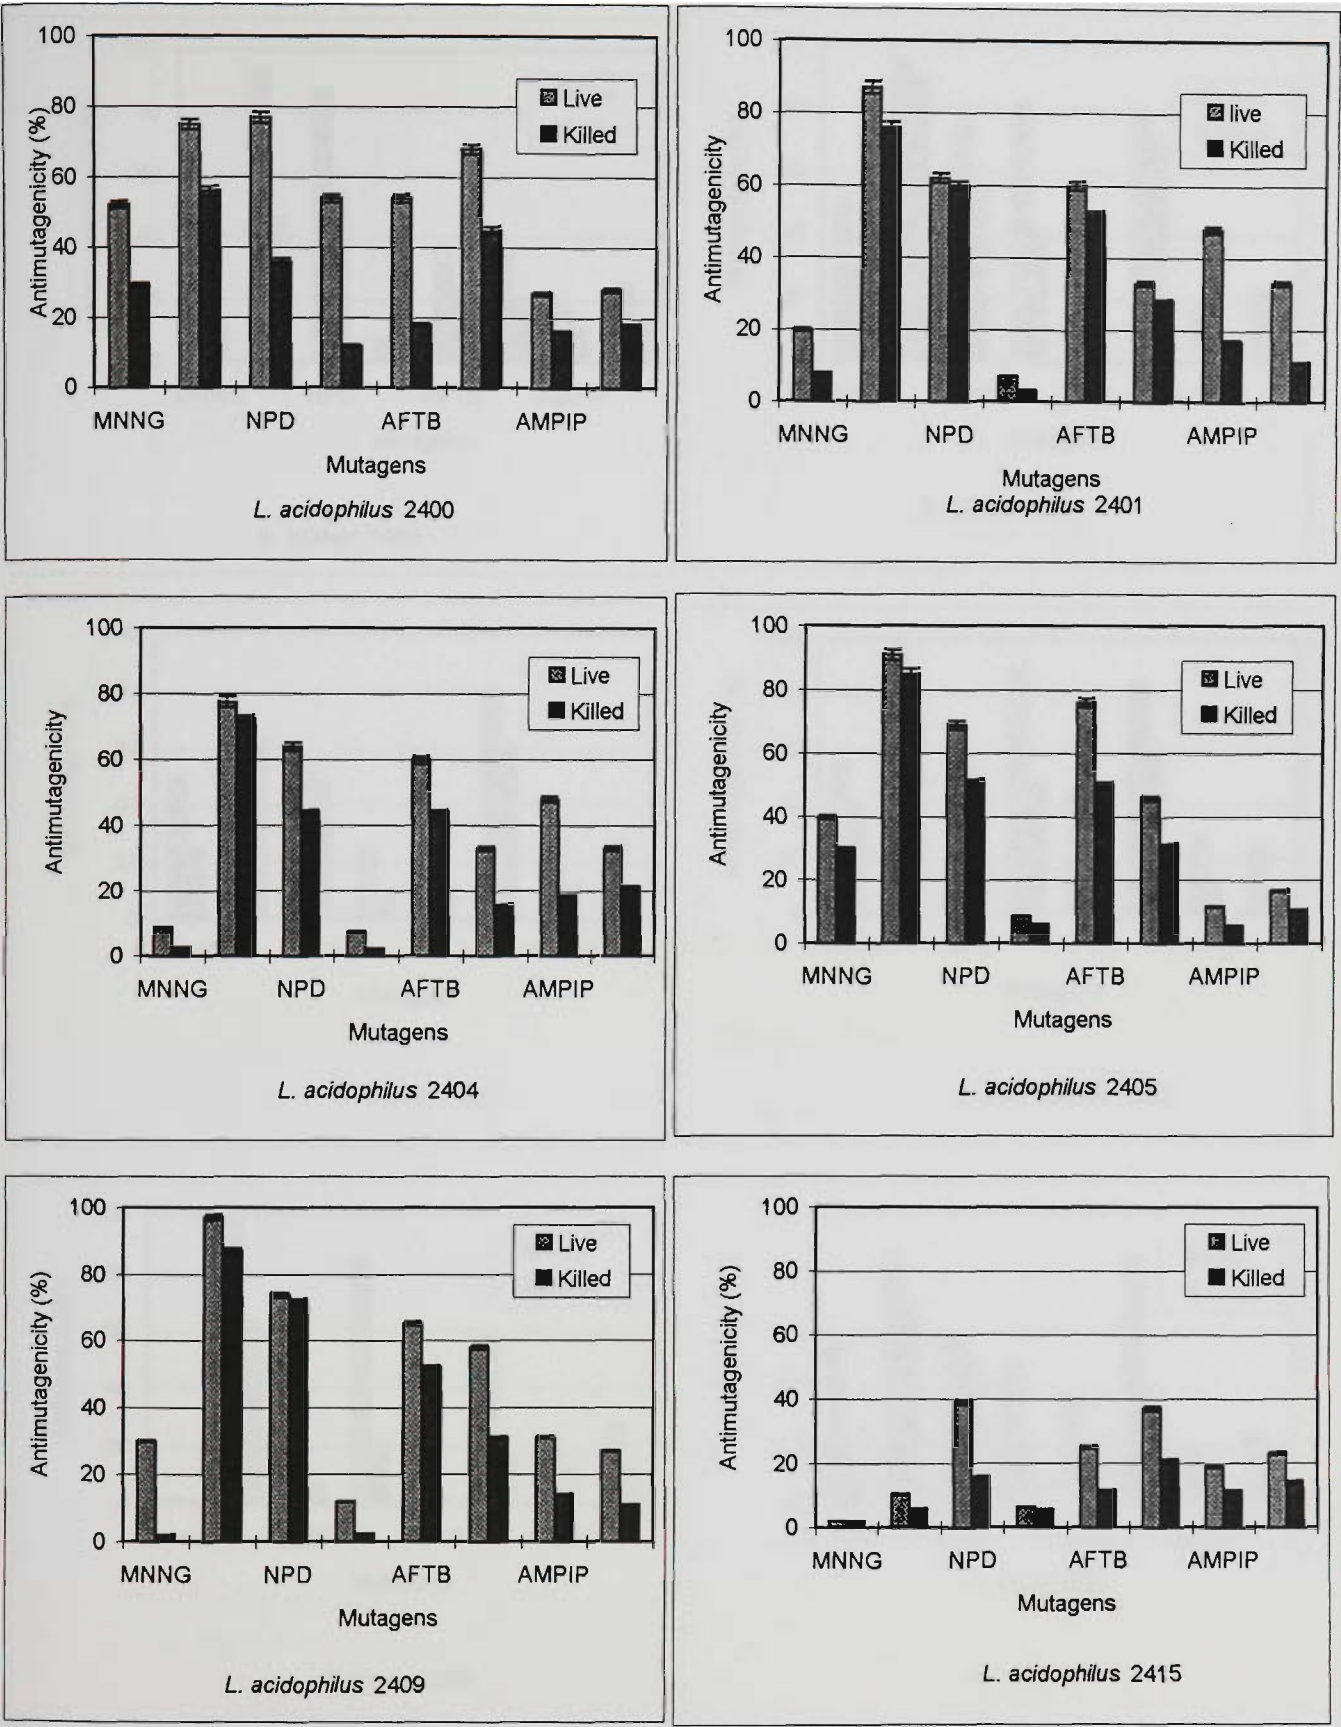 100
80
60
40
20
0
Antimutagenicity (%)
Live
Killed
MNNG NPD AFTB AMPIP
Mutagens
L. acidophilus 2400
100
80
60
40
20
0
Antimutagenicity
live
Killed
MNNG NPD AFTB AMPIP
Mutagens
L. acidophilus 2401
100
80
60
40
20
0
Antimutagenicity
Live
Killed
MNNG NPD AFTB AMPIP
Mutagens
L. acidophilus 2404
100
80
60
40
20
0
Antimutagenicity
Live
Killed
MNNG NPD AFTB AMPIP
Mutagens
L. acidophilus 2405
100
80
60
40
20
0
Antimutagenicity (%)
Live
Killed
MNNG NPD AFTB AMPIP
Mutagens
L. acidophilus 2409
100
80
60
40
20
0
Antimutagenicity (%)
Live
Killed
MNNG NPD AFTB AMPIP
Mutagens
L. acidophilus 2415